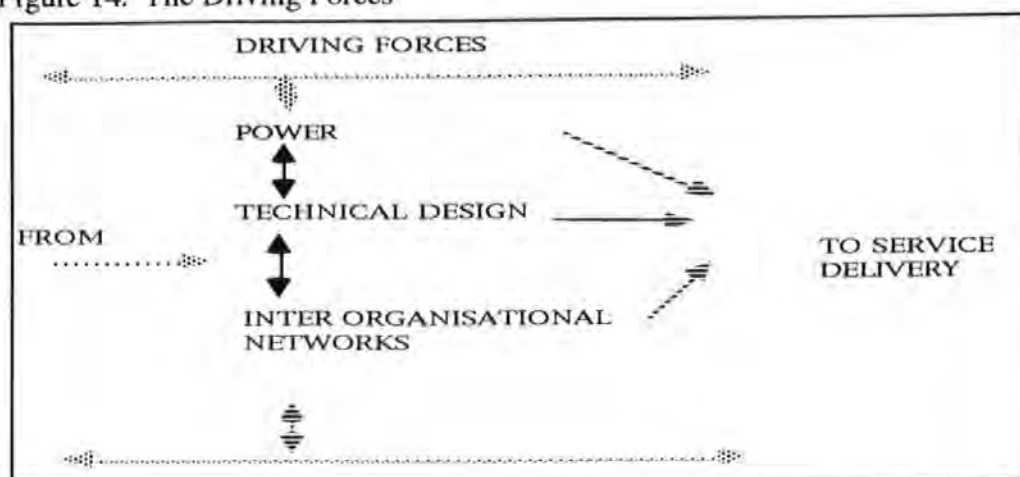 Figure 14. The Driving Forces
DRIVING FORCES
POWER
TECHNICAL DESIGN
FROM
TO SERVICE
DELIVERY
INTER ORGANISATIONAL
NETWORKS